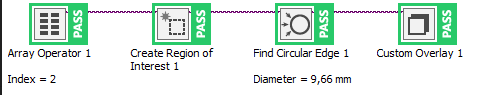 PASS PASS PASS PASS
Array Operator 1 Create Region of Find Circular Edge 1 Custom Overlay 1
Interest 1
Index = 2 Diameter = 9,66 mm